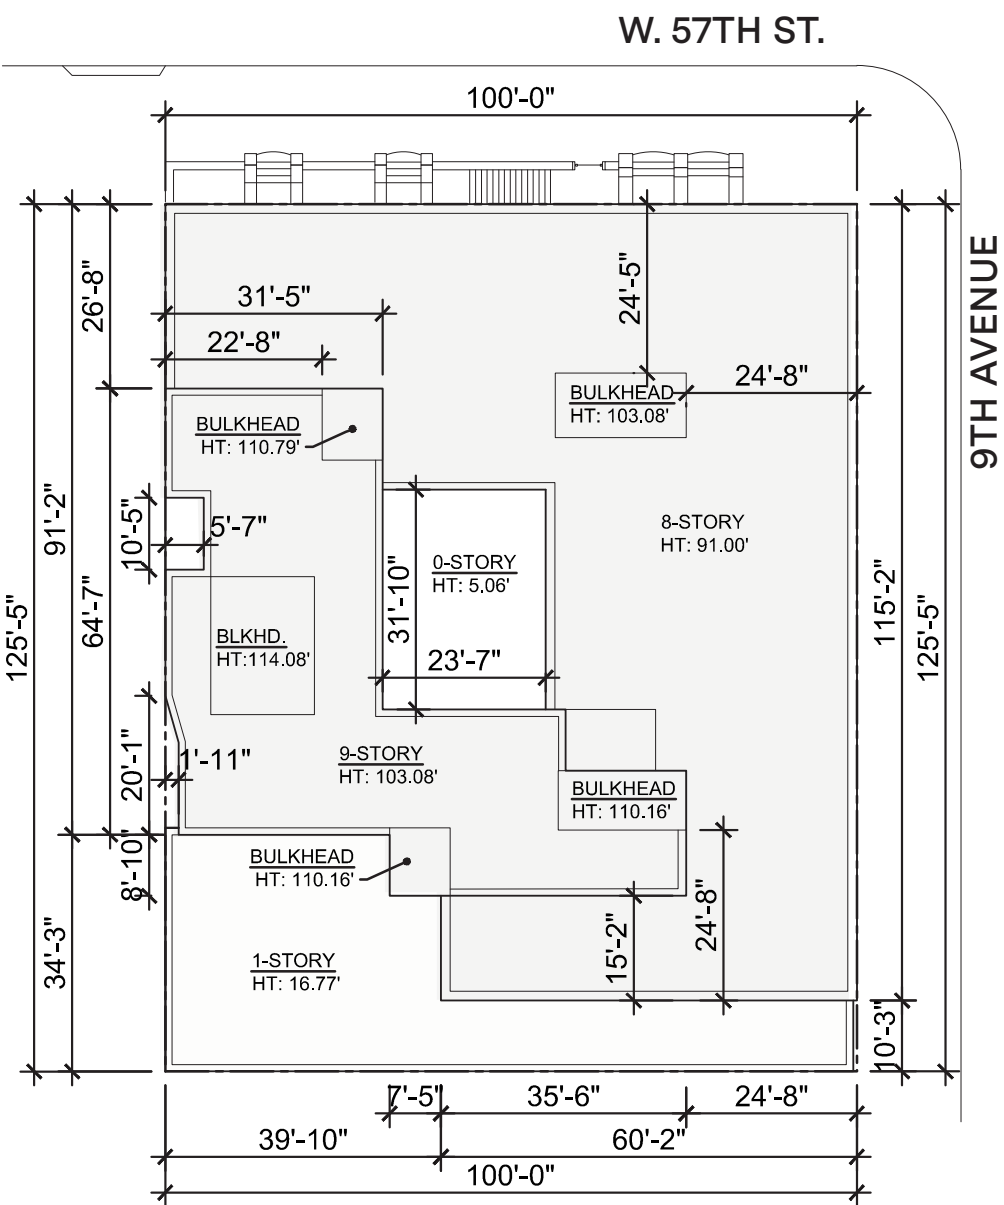 W. 57TH ST.
100'-0"
9TH AVENUE
26'-8"
31'-5"
22'-8"
24'-5"
24'-8"
BULKHEAD
HT: 103.08'
BULKHEAD
HT: 110.79'
91'-2"
10'-5"
5'-7"
8-STORY
HT: 91.00'
0-STORY
HT: 5.06'
31'-10"
23'-7"
125'-5"
64'-7"
BLKHD.
HT:114.08'
115'-2"
125'-5"
20'-1"
1'-11"
9-STORY
HT: 103.08'
BULKHEAD
HT: 110.16'
8'-10"
BULKHEAD
HT: 110.16'
34'-3"
1-STORY
HT: 16.77'
15'-2"
24'-8"
10'-3"
7'-5"
35'-6"
24'-8"
39'-10"
60'-2"
100'-0"